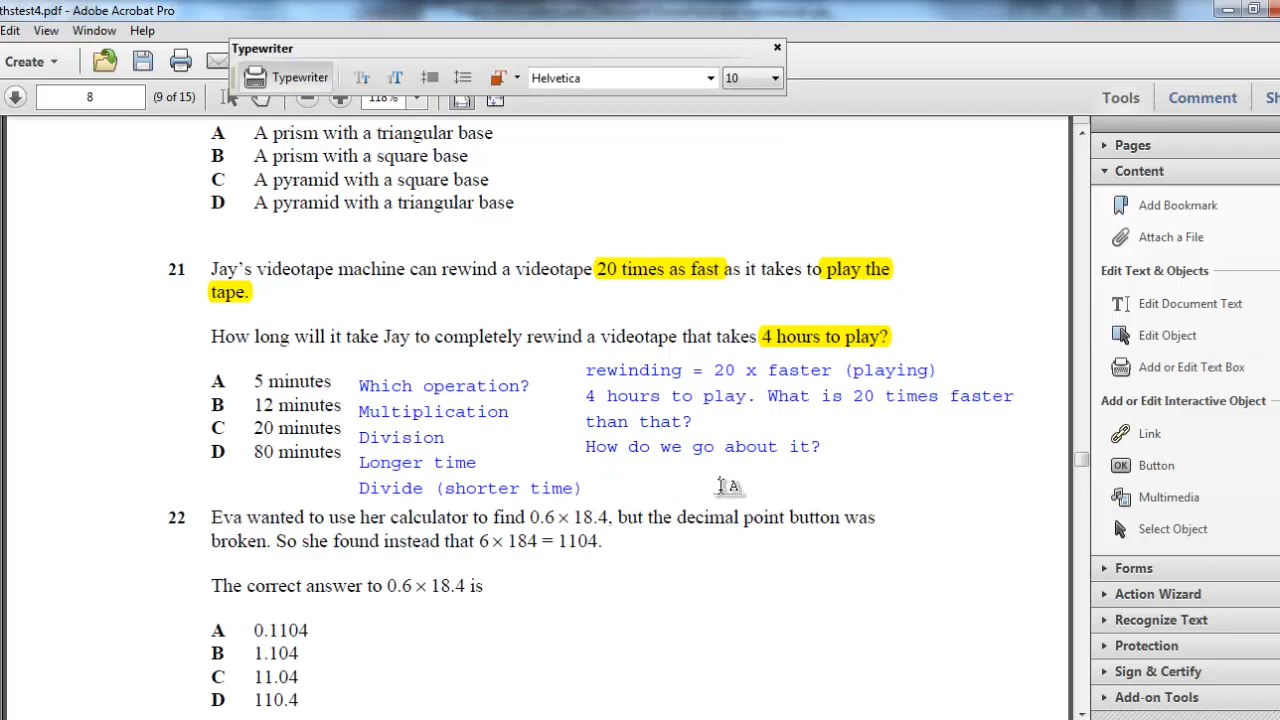 thstest4.pdf - Adobe Acrobat Pro
Edit View Window Help
Typewriter
Create
Typewriter Helvetica 10
8 (9 of 15)
Tools Comment
A A prism with a triangular base
B A prism with a square base
C A pyramid with a square base
D A pyramid with a triangular base
21 Jay's videotape machine can rewind a videotape 20 times as fast as it takes to play the
tape.
How long will it take Jay to completely rewind a videotape that takes 4 hours to play?
A 5 minutes
B 12 minutes
C 20 minutes
D 80 minutes
Which operation?
Multiplication
Division
Longer time
Divide (shorter time)
rewinding = 20 x faster (playing)
4 hours to play. What is 20 times faster
than that?
How do we go about it?
22 Eva wanted to use her calculator to find 0.6 × 18.4, but the decimal point button was
broken. So she found instead that 6 × 184 = 1104.
The correct answer to 0.6 × 18.4 is
A 0.1104
B 1.104
C 11.04
D 110.4
Pages
Content
Add Bookmark
Attach a File
Edit Text & Objects
Edit Document Text
Edit Object
Add or Edit Text Box
Add or Edit Interactive Object
Link
Button
Multimedia
Select Object
Forms
Action Wizard
Recognize Text
Protection
Sign & Certify
Add-on Tools